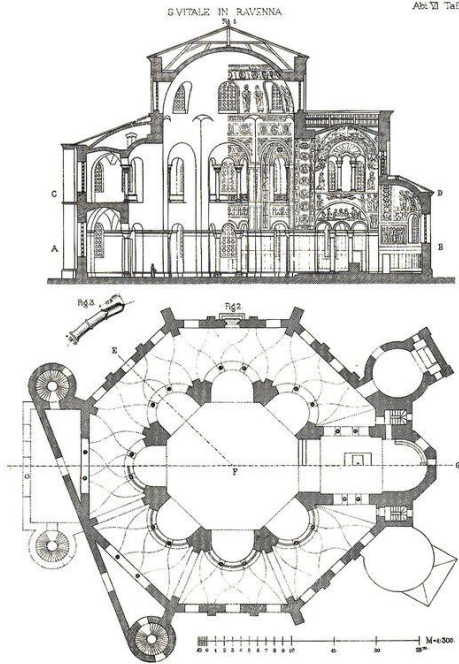 S. VITALE IN RAVENNA
Abt. VI Taf
Fig 1.
C
D
A
B
Fig. 3.
Fig. 2
E
F
G
M=1:300.